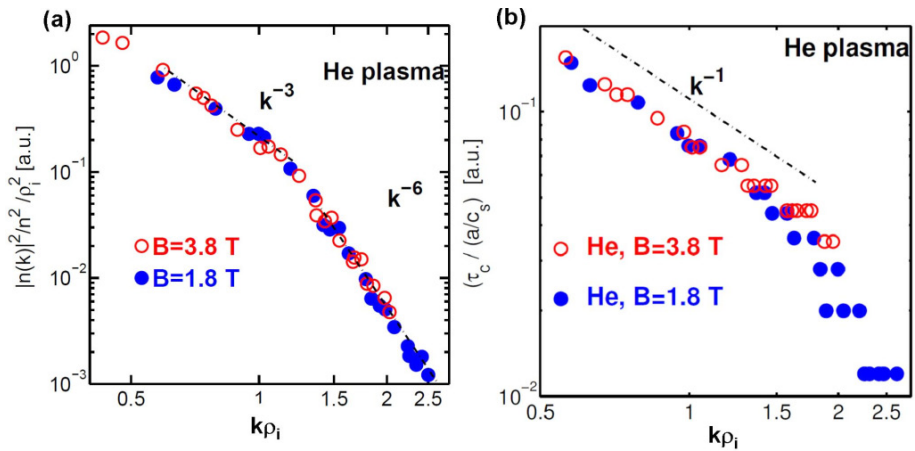 (a)
|n(k)|²/n²/ρᵢ² [a.u.]
10⁰
10⁻¹
10⁻²
10⁻³
He plasma
k⁻³
k⁻⁶
B=3.8 T
B=1.8 T
0.5
1
1.5
2
2.5
kρᵢ
(b)
(τ_c / (a/c_s) [a.u.]
10⁻¹
10⁻²
He plasma
k⁻¹
He, B=3.8 T
He, B=1.8 T
0.5
1
1.5
2
2.5
kρᵢ